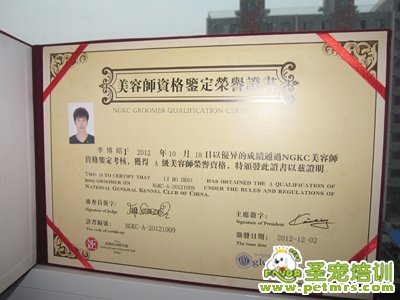 美容師資格鑒定榮譽證書
NGKC GROOMER QUALIFICATION CERTIFICATE
李博昭于 2012 年 10 月 18 日以優异的成績通過NGKC美容師
資格鑒定考核，獲得 A 級美容師榮譽資格，特頒發此證書以茲證明。
THIS IS TO CERTIFY THAT LI BO ZHAO HAS OBTAINED THE A QUALIFICATION OF
DOG GROOMER ON NGKC-A-20121009 UNDER THE RULES AND REGULATIONS OF
NATIONAL GENERAL KENNEL CLUB OF CHINA.
審查員簽字：
Signature of judge
主席簽字：
Signature of President
證書編號：
The code of certificate
NGKC-A-20121009
簽發日期：
The issue date
2012-12-02
FAVOR
圣宠培训
www.petmrs.com